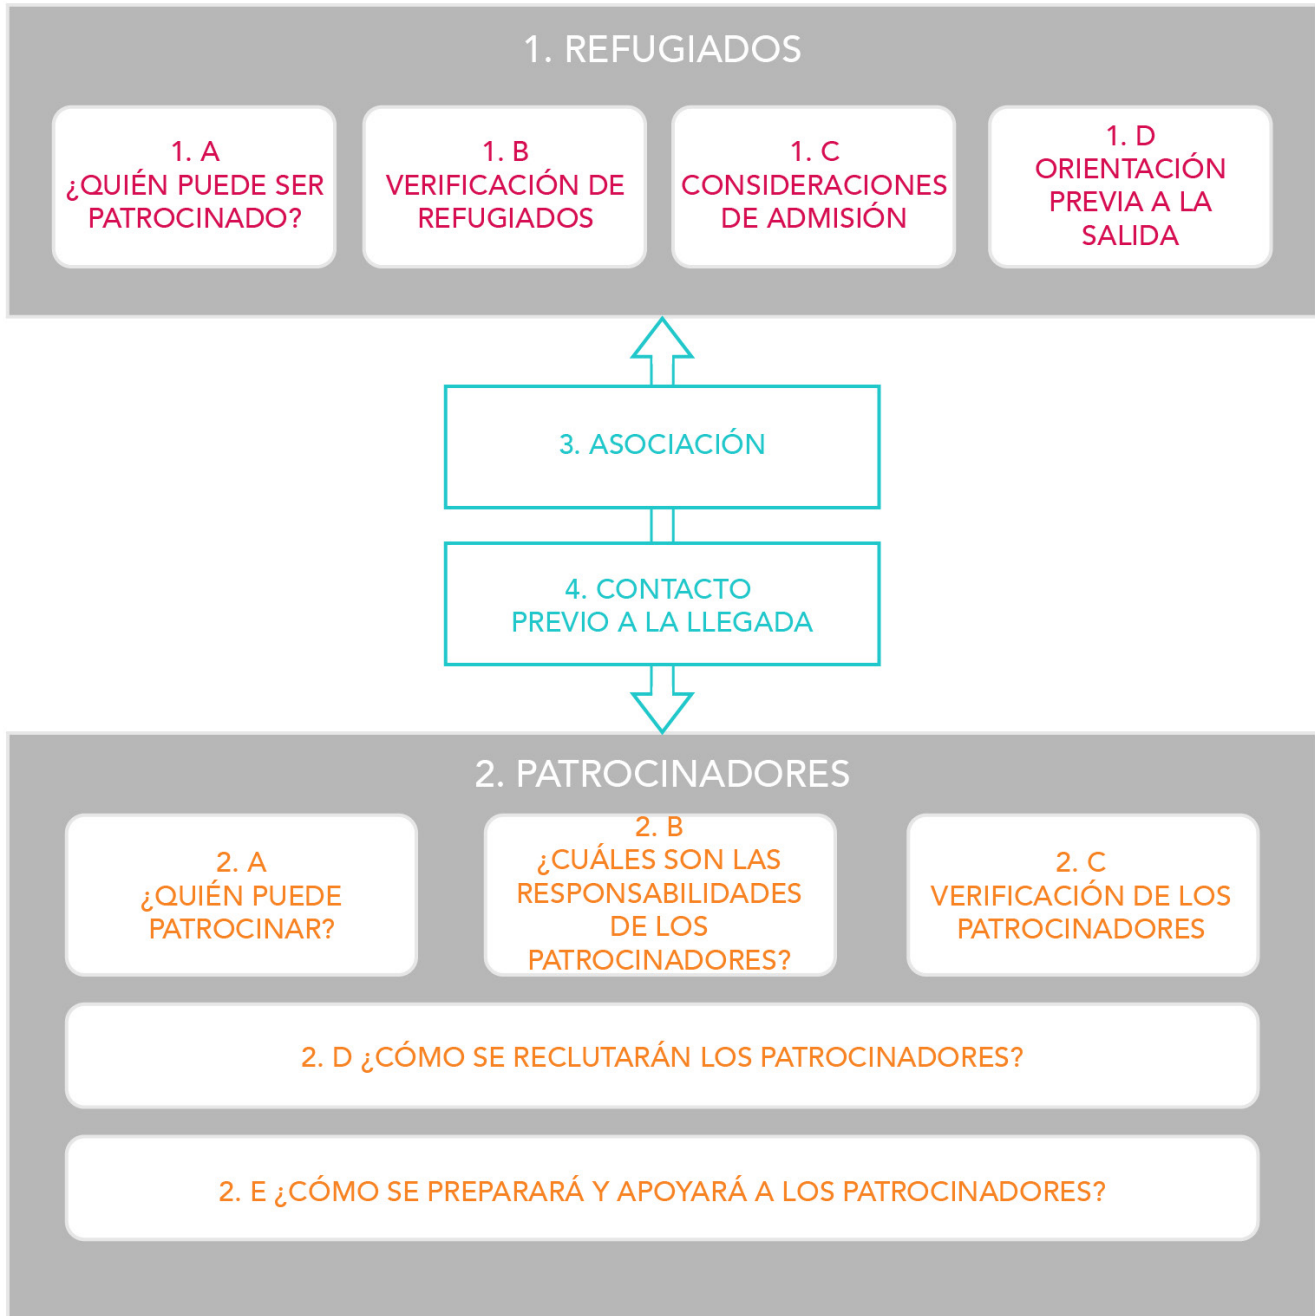 1. REFUGIADOS
1. A
¿QUIÉN PUEDE SER
PATROCINADO?
1. B
VERIFICACIÓN DE
REFUGIADOS
1. C
CONSIDERACIONES
DE ADMISIÓN
1. D
ORIENTACIÓN
PREVIA A LA
SALIDA
3. ASOCIACIÓN
4. CONTACTO
PREVIO A LA LLEGADA
2. PATROCINADORES
2. A
¿QUIÉN PUEDE
PATROCINAR?
2. B
¿CUÁLES SON LAS
RESPONSABILIDADES
DE LOS
PATROCINADORES?
2. C
VERIFICACIÓN DE LOS
PATROCINADORES
2. D ¿CÓMO SE RECLUTARÁN LOS PATROCINADORES?
2. E ¿CÓMO SE PREPARARÁ Y APOYARÁ A LOS PATROCINADORES?